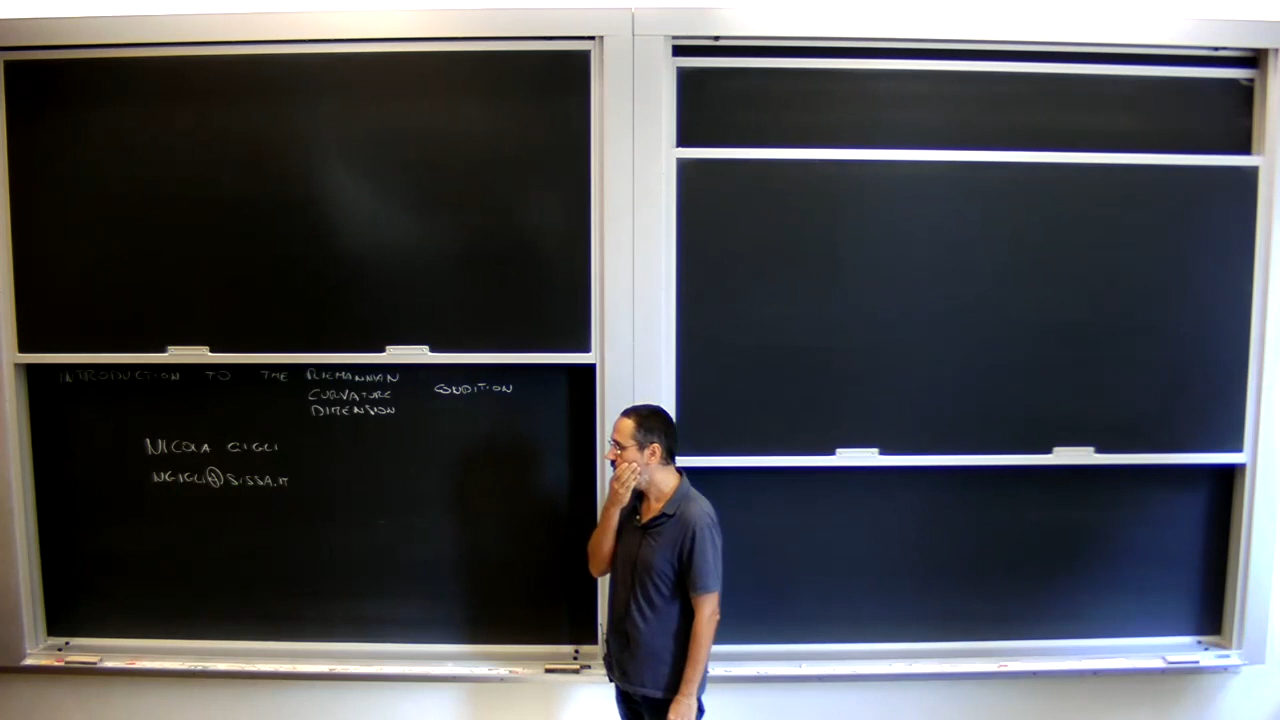 INTRODUCTION TO THE RIEMANNIAN
CURVATURE CONDITION
DIMENSION
NICOLA GIGLI
NGIGLI@SISSA.IT